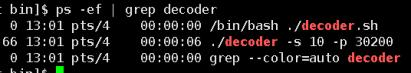 t bin]$ ps -ef | grep decoder
0 13:01 pts/4 00:00:00 /bin/bash ./decoder.sh
66 13:01 pts/4 00:00:06 ./decoder -s 10 -p 30200
0 13:01 pts/4 00:00:00 grep --color=auto decoder
bin]$